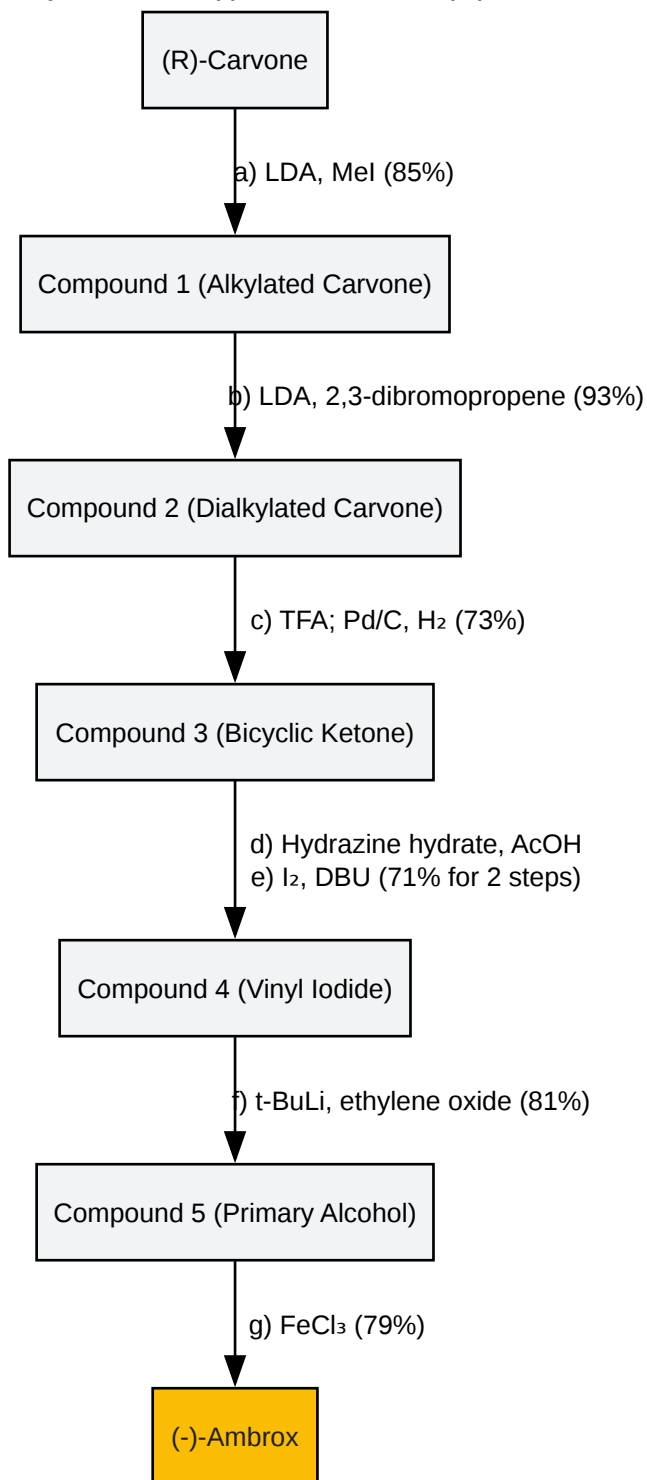 (R)-Carvone
a) LDA, MeI (85%)
Compound 1 (Alkylated Carvone)
b) LDA, 2,3-dibromopropene (93%)
Compound 2 (Dialkylated Carvone)
c) TFA; Pd/C, H₂ (73%)
Compound 3 (Bicyclic Ketone)
d) Hydrazine hydrate, AcOH
e) I₂, DBU (71% for 2 steps)
Compound 4 (Vinyl Iodide)
f) t-BuLi, ethylene oxide (81%)
Compound 5 (Primary Alcohol)
g) FeCl₃ (79%)
(-)-Ambrox